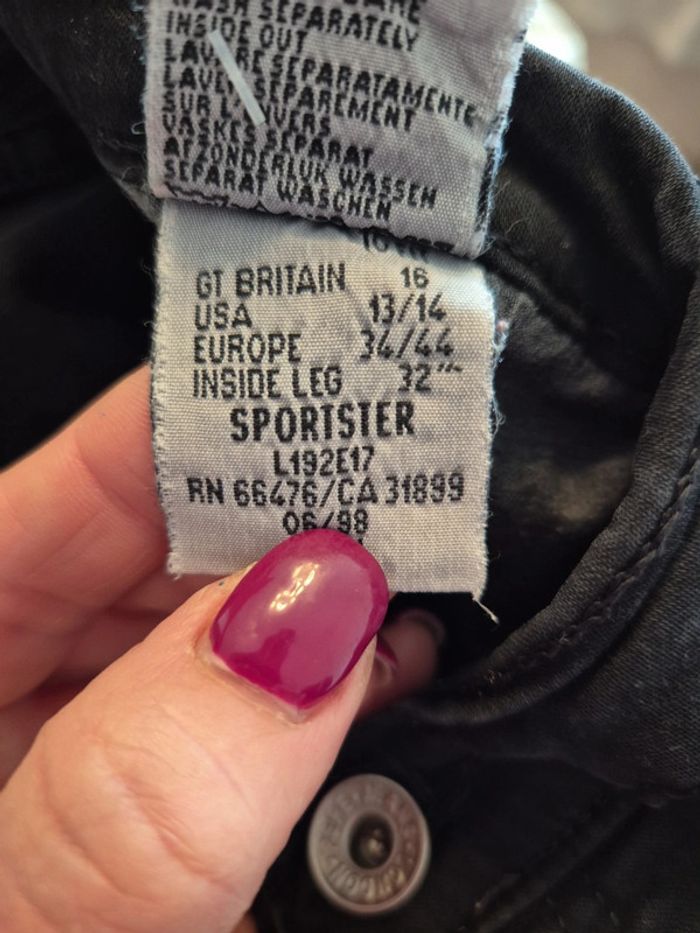 WASH SEPARATELY
INSIDE OUT
LAVARE SEPARATAMENTE
LAVER SEPAREMENT
SUR L'ENVERS
VASKES SEPARAT
AFZONDERLIJK WASSEN
SEPARAT WASCHEN
GT BRITAIN 16
USA 13/14
EUROPE 34/44
INSIDE LEG 32"
SPORTSTER
L192E17
RN 66476/CA 31899
06/98